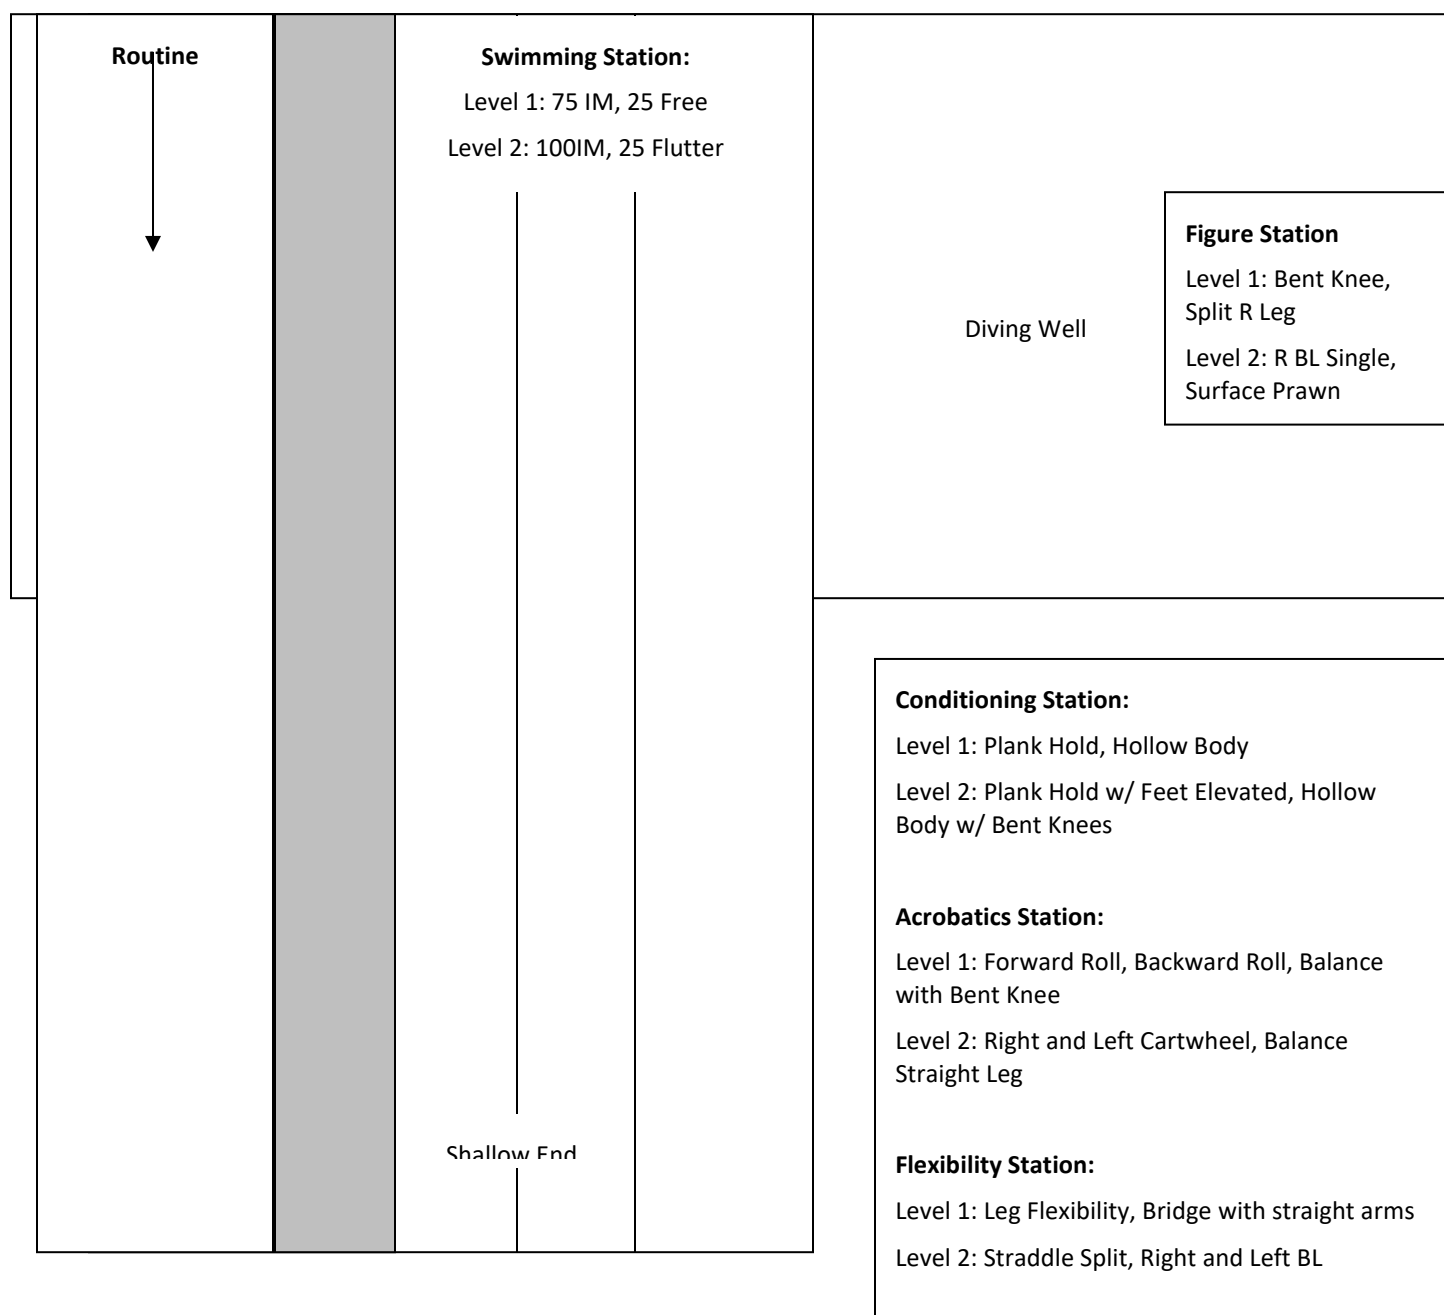 Routine
Swimming Station:
Level 1: 75 IM, 25 Free
Level 2: 100IM, 25 Flutter
Diving Well
Figure Station
Level 1: Bent Knee,
Split R Leg
Level 2: R BL Single,
Surface Prawn
Shallow End
Conditioning Station:
Level 1: Plank Hold, Hollow Body
Level 2: Plank Hold w/ Feet Elevated, Hollow
Body w/ Bent Knees
Acrobatics Station:
Level 1: Forward Roll, Backward Roll, Balance
with Bent Knee
Level 2: Right and Left Cartwheel, Balance
Straight Leg
Flexibility Station:
Level 1: Leg Flexibility, Bridge with straight arms
Level 2: Straddle Split, Right and Left BL